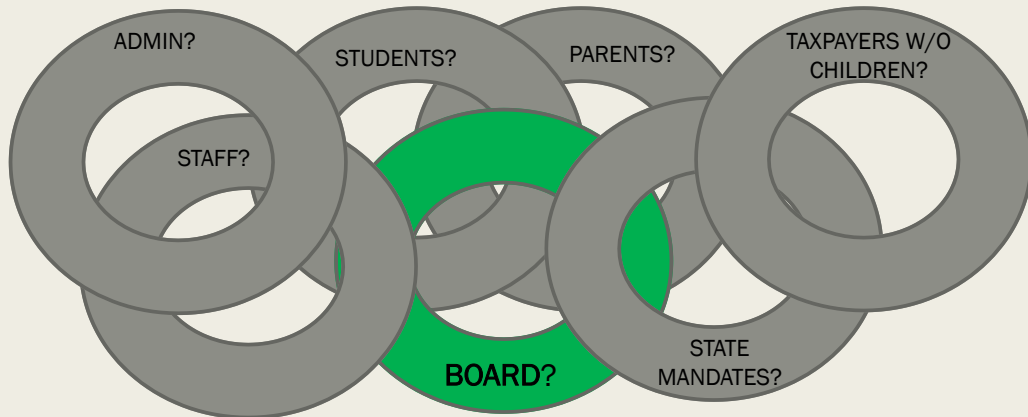 ADMIN?
STUDENTS?
PARENTS?
TAXPAYERS W/O
CHILDREN?
STAFF?
BOARD?
STATE
MANDATES?